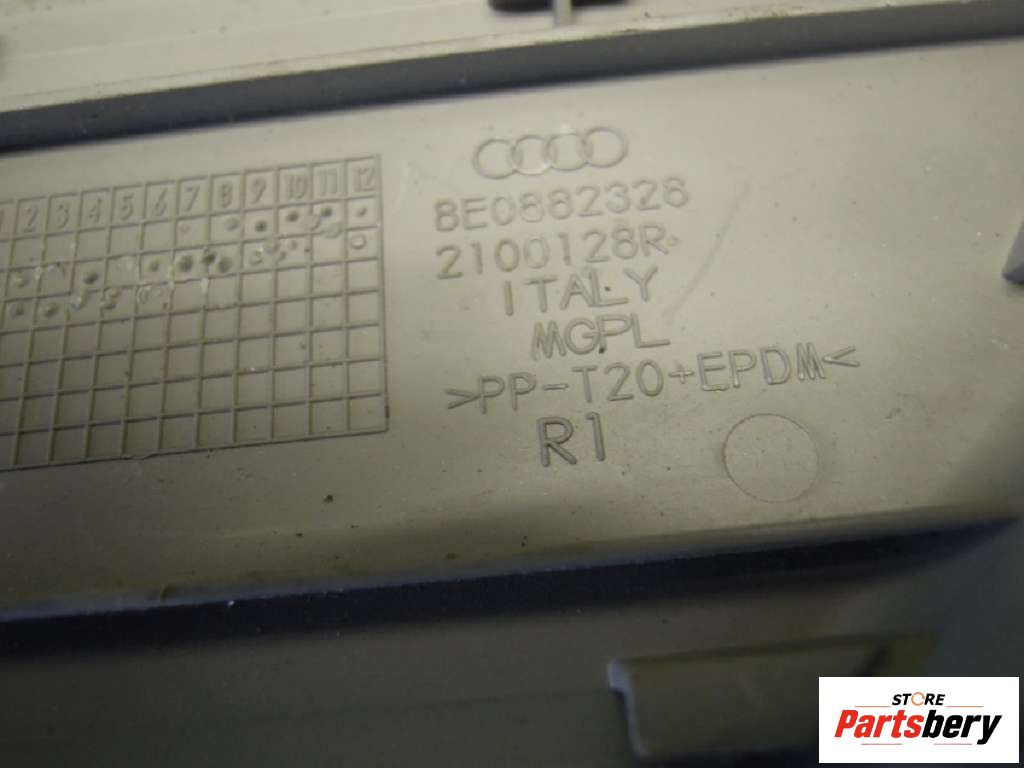 1 2 3 4 5 6 7 8 9 10 11 12
8E0882328
2100128R
ITALY
MGPL
>PP-T20+EPDM<
R1
STORE
Partsbery